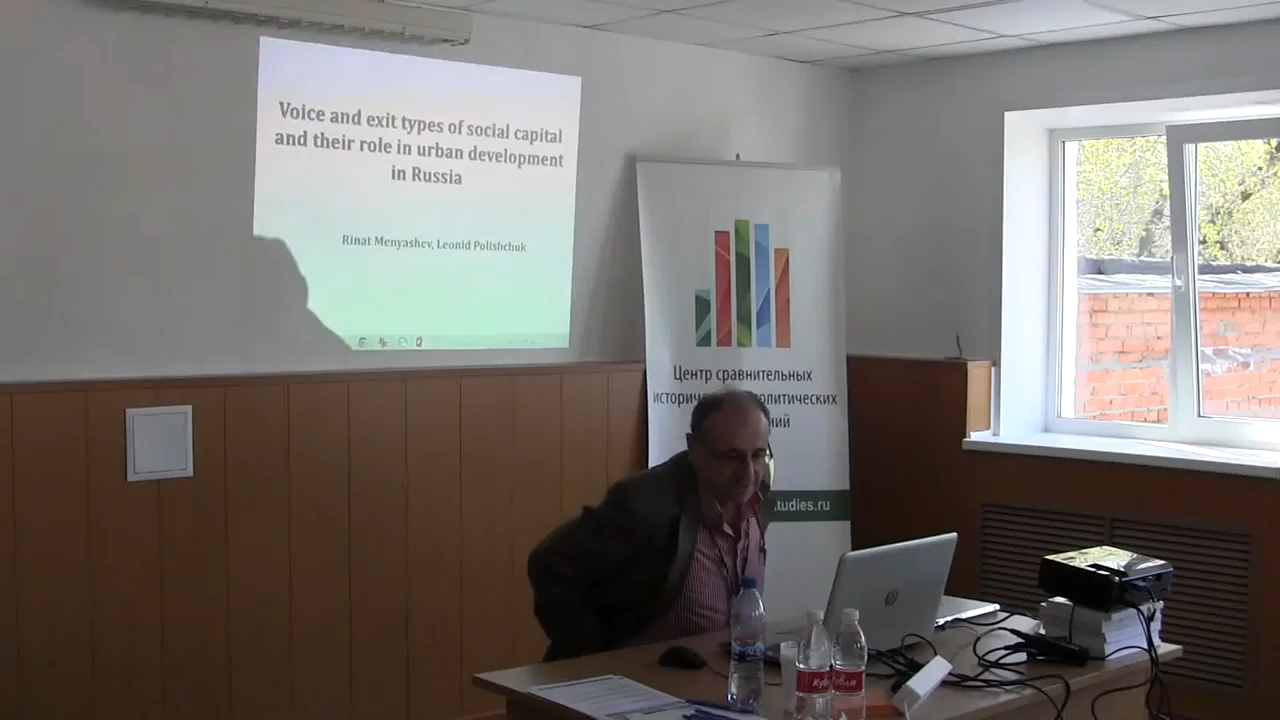 Voice and exit types of social capital
and their role in urban development
in Russia
Rinat Menyashev, Leonid Polishchuk
Центр сравнительных
hp